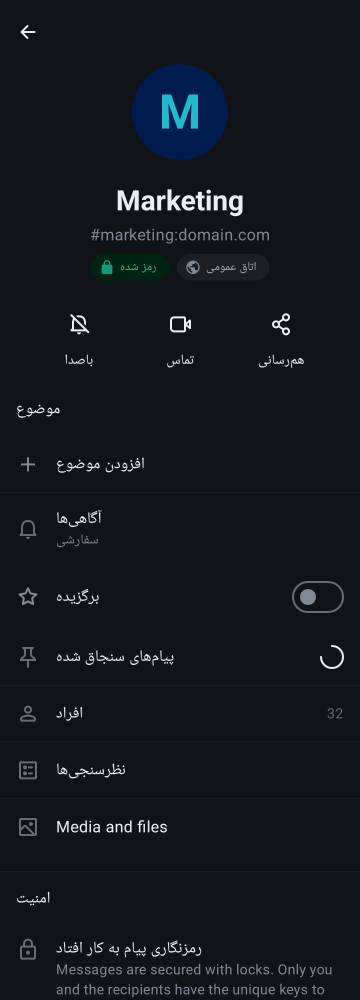 M
Marketing
#marketing:domain.com
رمز شده
اتاق عمومی
باصدا
تماس
هم‌رسانی
موضوع
افزودن موضوع
آگاهی‌ها
سفارشی
برگزیده
پیام‌های سنجاق شده
افراد
32
نظرسنجی‌ها
Media and files
امنیت
رمزنگاری پیام به کار افتاد
Messages are secured with locks. Only you
and the recipients have the unique keys to